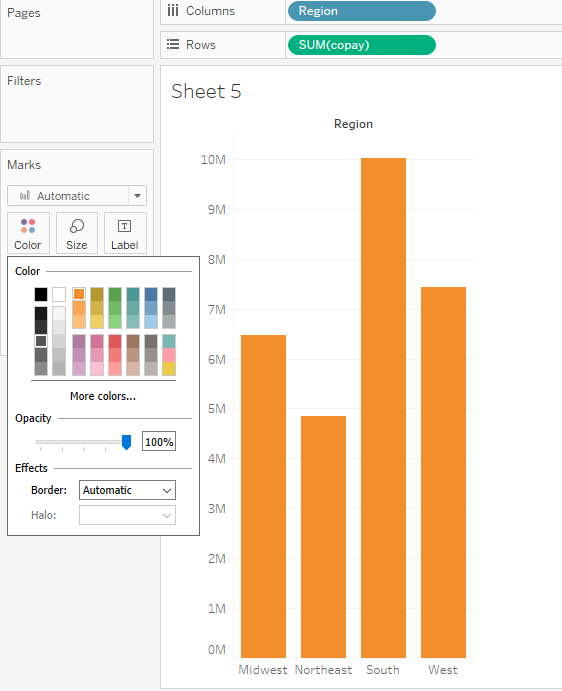 Pages
Columns
Region
Rows
SUM(copay)
Filters
Marks
Automatic
Color
Size
Label
Color
More colors...
Opacity
100%
Effects
Border:
Automatic
Halo:
Sheet 5
Region
10M
9M
8M
7M
6M
5M
4M
3M
2M
1M
0M
Midwest Northeast South West